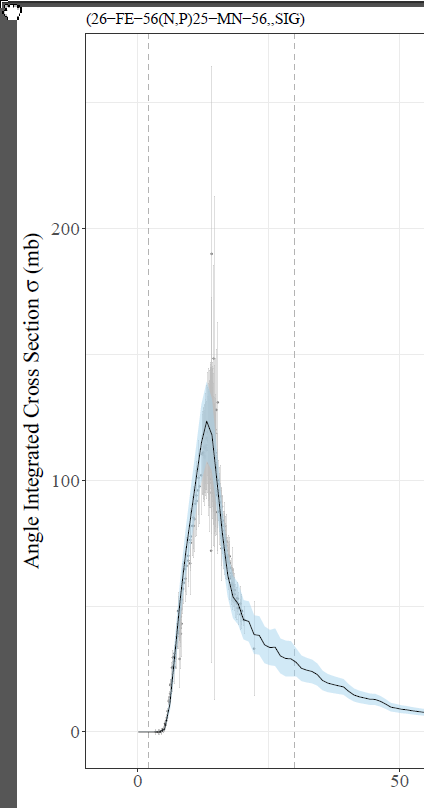 (26−FE−56(N,P)25−MN−56,,SIG)
Angle Integrated Cross Section σ (mb)
200
100
0
0
50